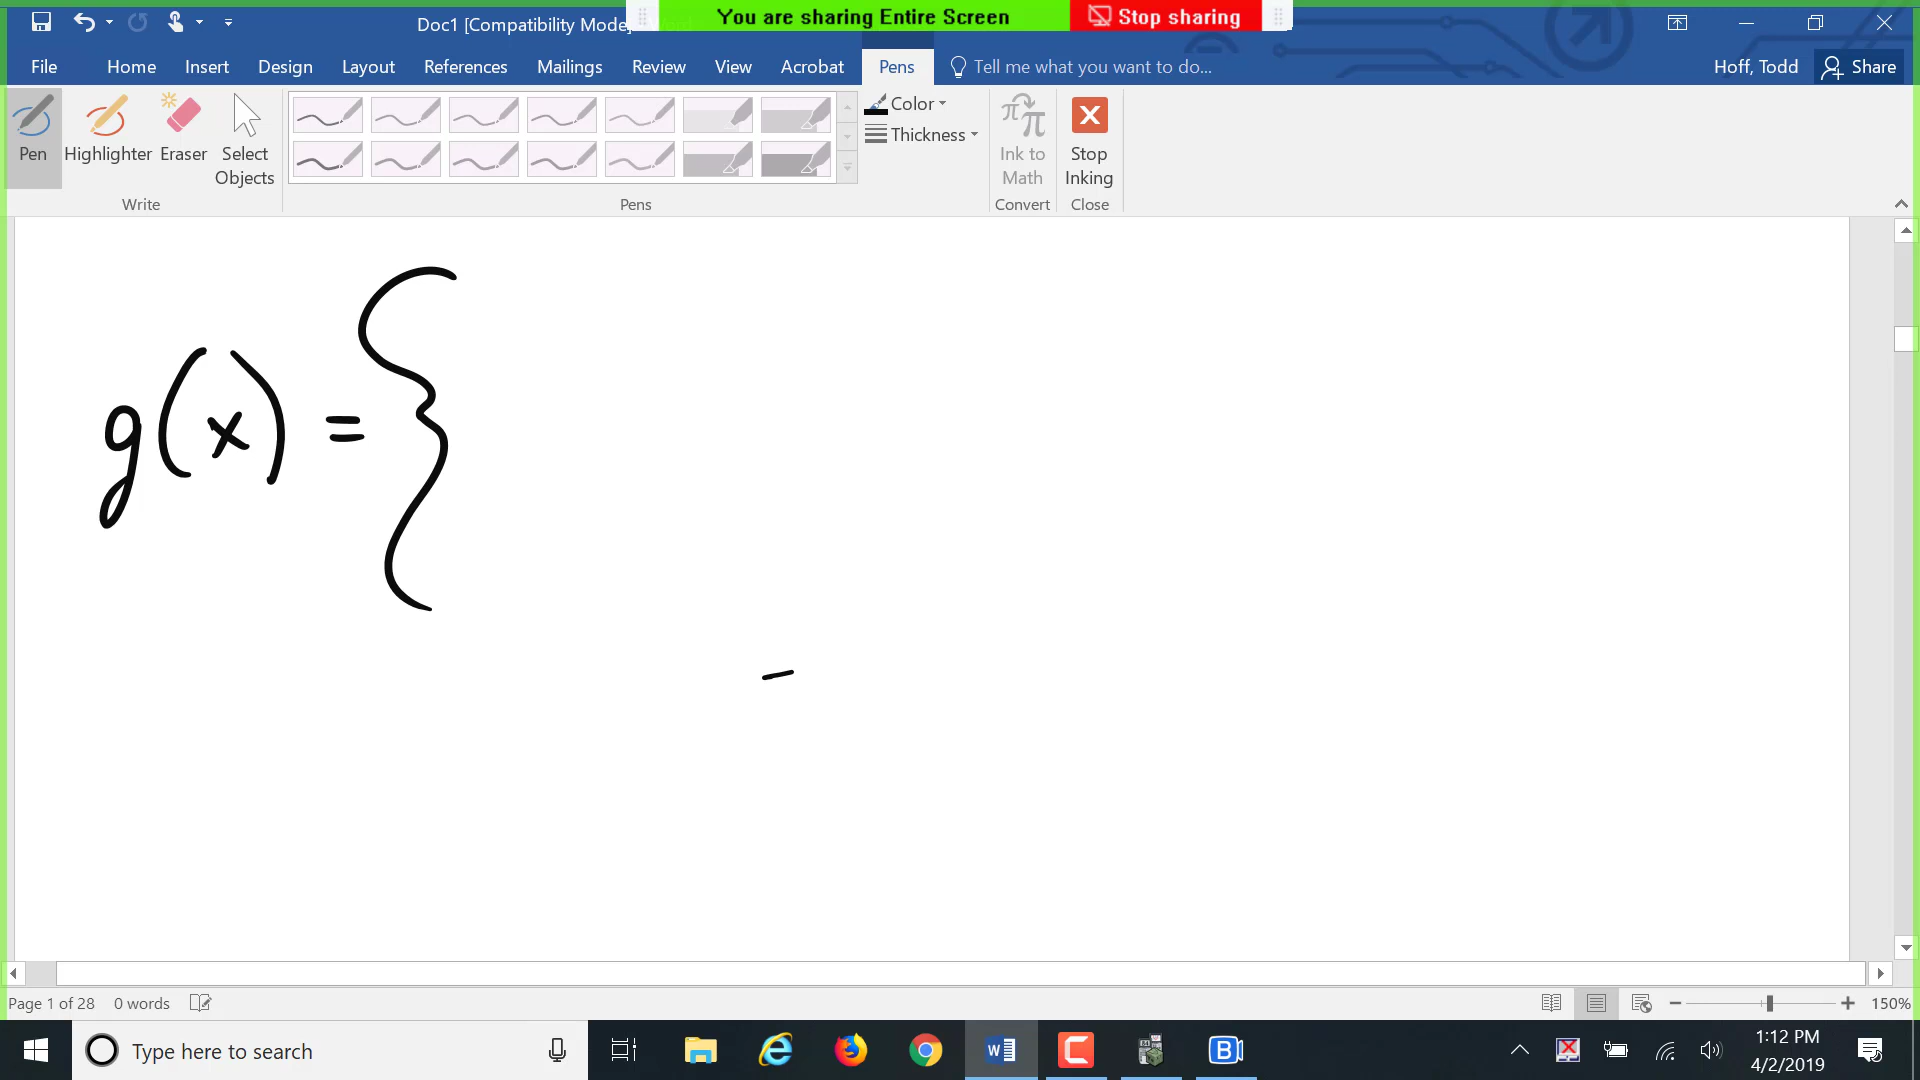 Doc1 [Compatibility Mode]
You are sharing Entire Screen
Stop sharing
File Home Insert Design Layout References Mailings Review View Acrobat Pens Tell me what you want to do... Hoff, Todd Share
Pen Highlighter Eraser Select Objects
Write
Pens
Color
Thickness
Ink to Math
Convert
Stop Inking
Close
g(x) = {
−
Page 1 of 28 0 words 150%
Type here to search
1:12 PM
4/2/2019